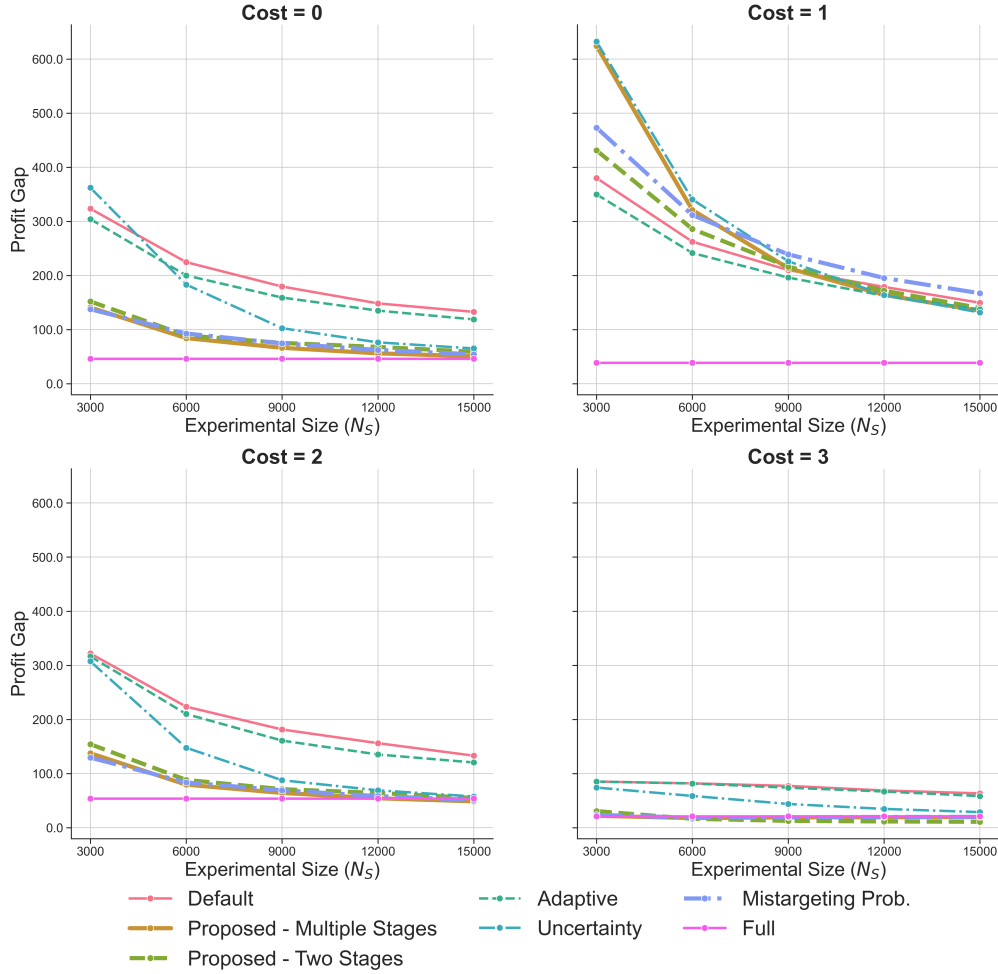 Cost = 0
Cost = 1
Profit Gap
600.0
500.0
400.0
300.0
200.0
100.0
0.0
3000 6000 9000 12000 15000
3000 6000 9000 12000 15000
Experimental Size (N_S)
Experimental Size (N_S)
Cost = 2
Cost = 3
Profit Gap
600.0
500.0
400.0
300.0
200.0
100.0
0.0
3000 6000 9000 12000 15000
3000 6000 9000 12000 15000
Experimental Size (N_S)
Experimental Size (N_S)
Default
Proposed - Multiple Stages
Proposed - Two Stages
Adaptive
Uncertainty
Mistargeting Prob.
Full